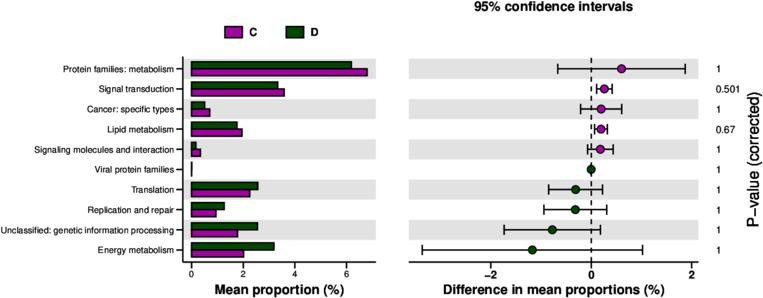 95% confidence intervals
C D
Protein families: metabolism 1
Signal transduction 0.501
Cancer: specific types 1
Lipid metabolism 0.67
Signaling molecules and interaction 1
Viral protein families 1
Translation 1
Replication and repair 1
Unclassified: genetic information processing 1
Energy metabolism 1
P-value (corrected)
0 2 4 6 -2 0 2
Mean proportion (%) Difference in mean proportions (%)